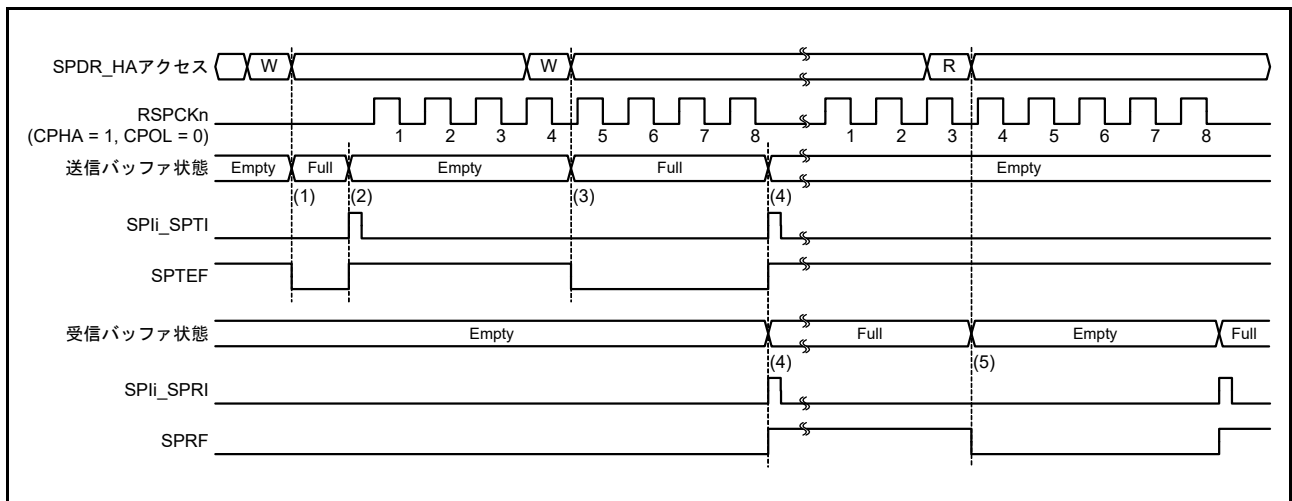 SPDR_HAアクセス W W R
RSPCKn
(CPHA = 1, CPOL = 0)
1 2 3 4 5 6 7 8 1 2 3 4 5 6 7 8
送信バッファ状態 Empty Full Empty Full Empty
(1) (2) (3) (4)
SPIi_SPTI
SPTEF
受信バッファ状態 Empty Full Empty Full
(4) (5)
SPIi_SPRI
SPRF